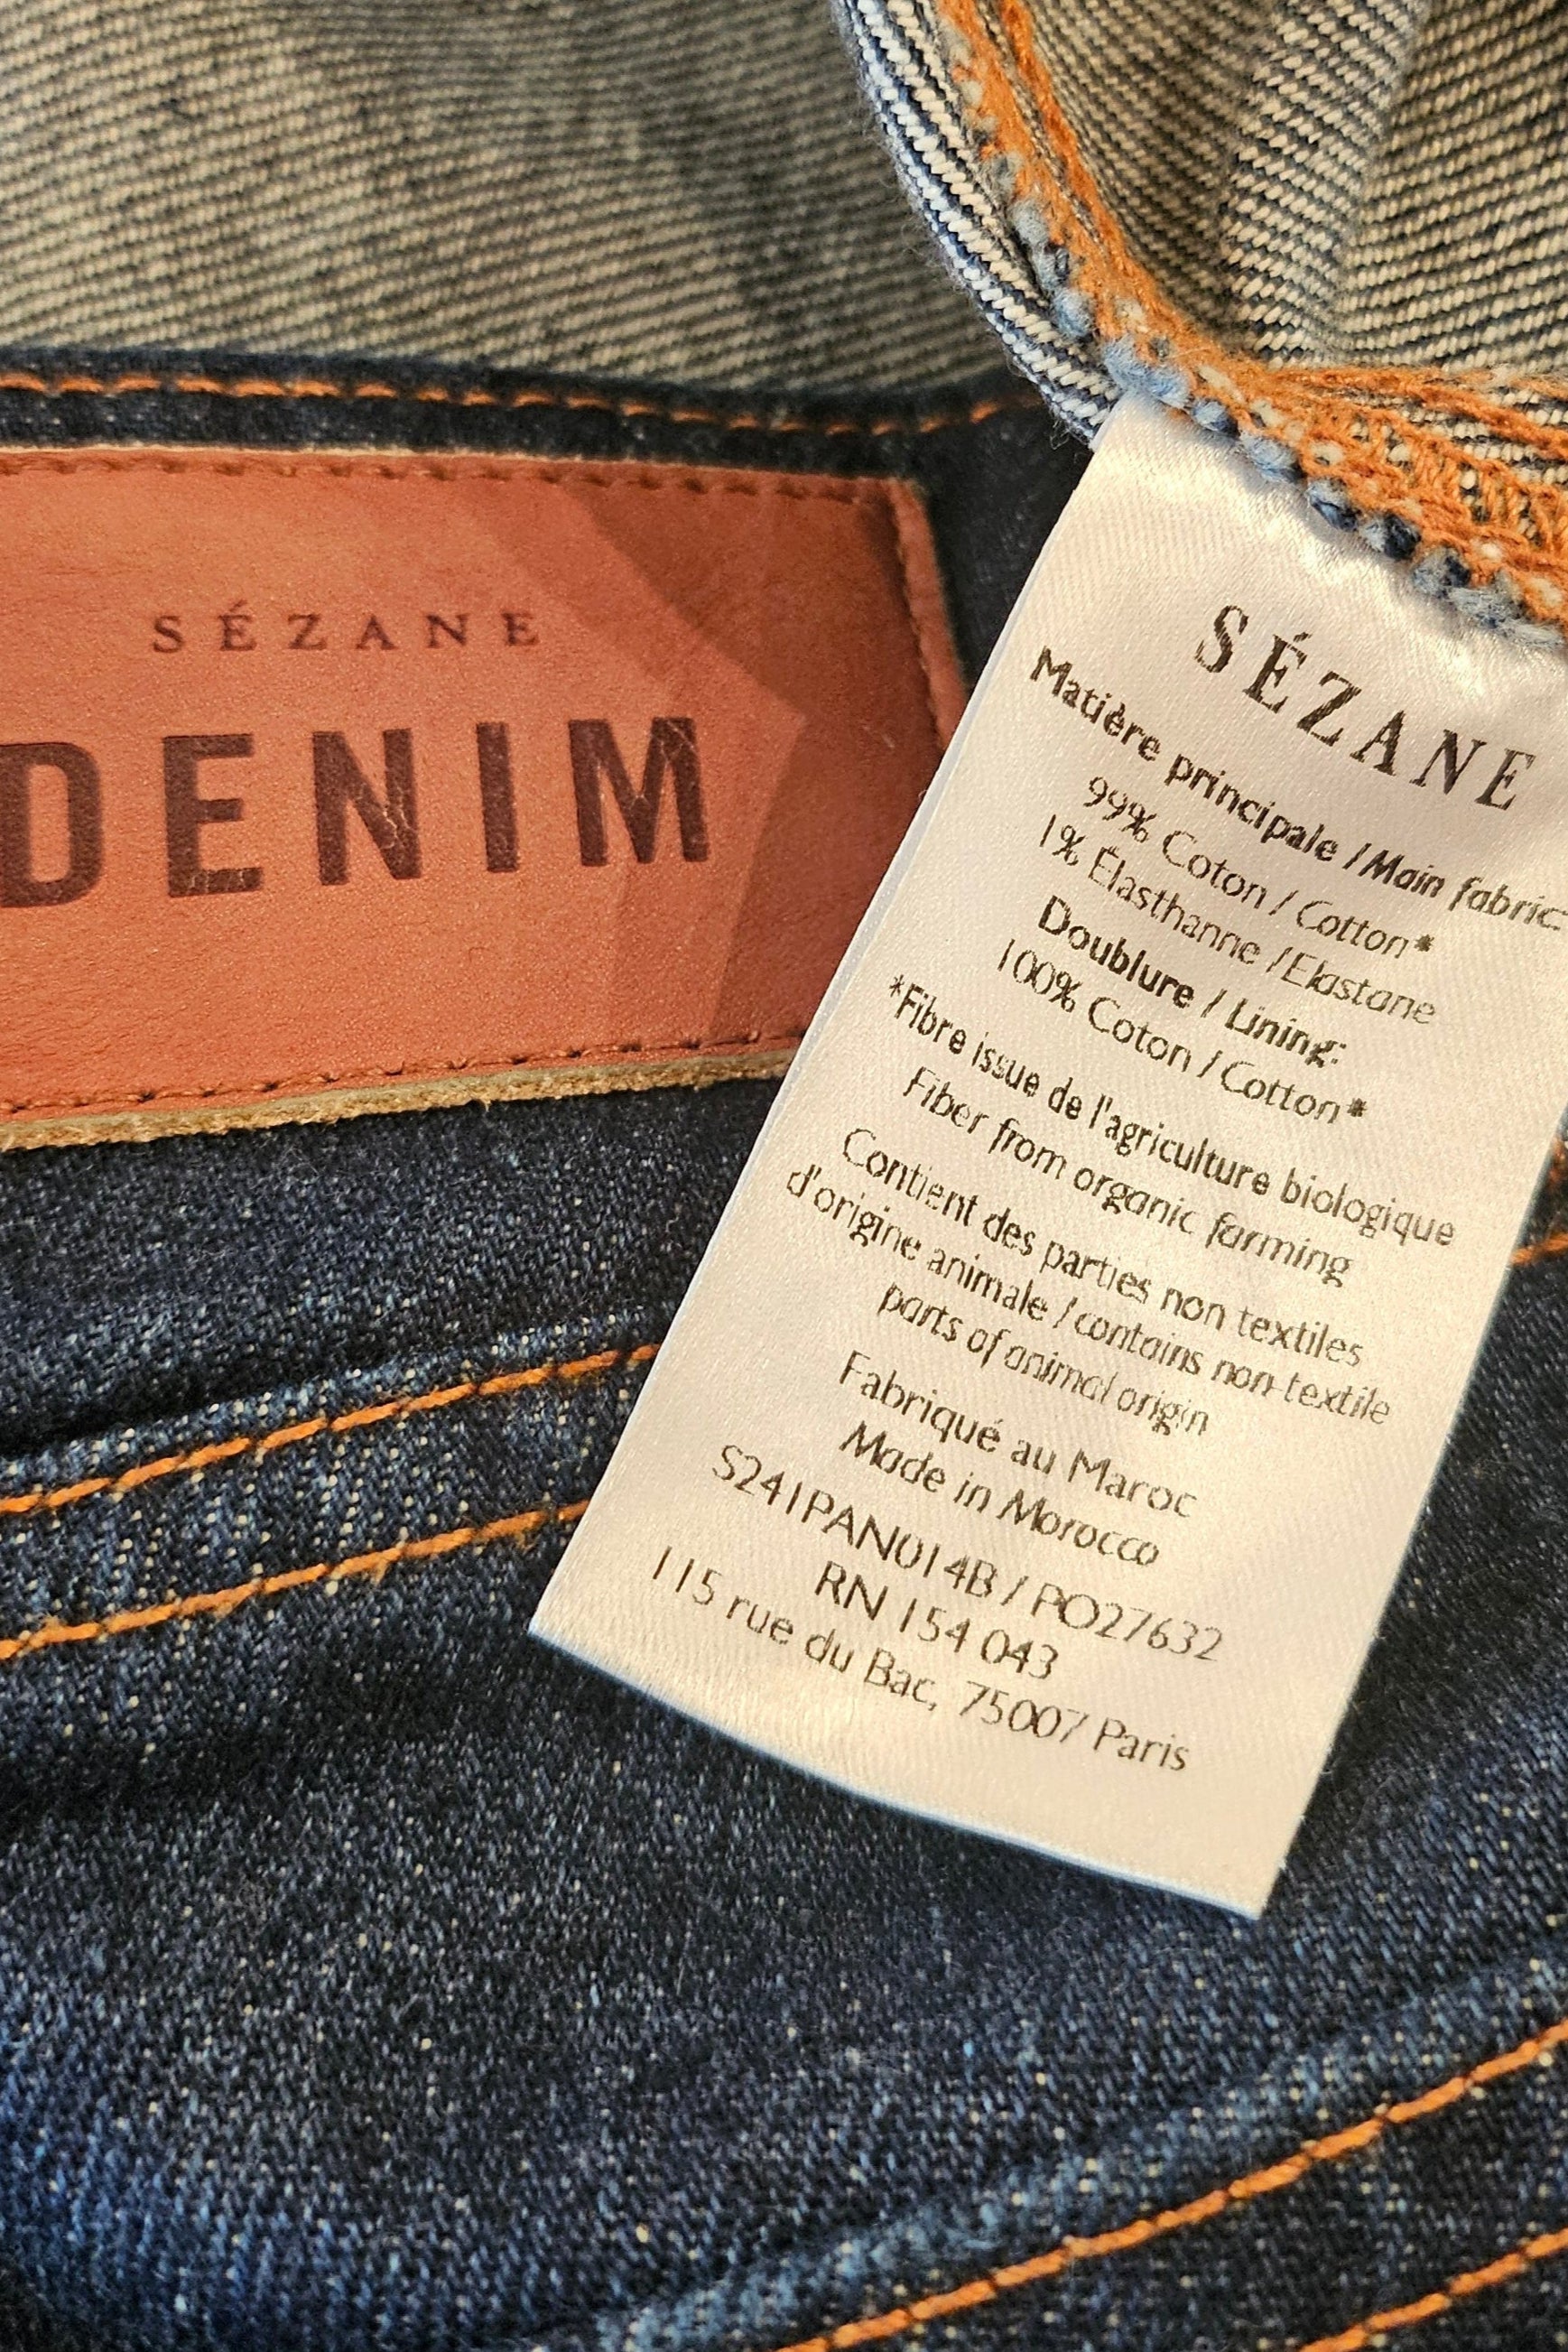 SÉZANE
DENIM
SÉZANE
Matière principale / Main fabric:
99% Coton / Cotton*
1% Élasthanne / Elastane
Doublure / Lining:
100% Coton / Cotton*
*Fibre issue de l'agriculture biologique
Fiber from organic farming
Contient des parties non textiles
d'origine animale / contains non-textile
parts of animal origin
Fabriqué au Maroc
Made in Morocco
S241PAN014B / PO27632
RN 154 043
115 rue du Bac, 75007 Paris